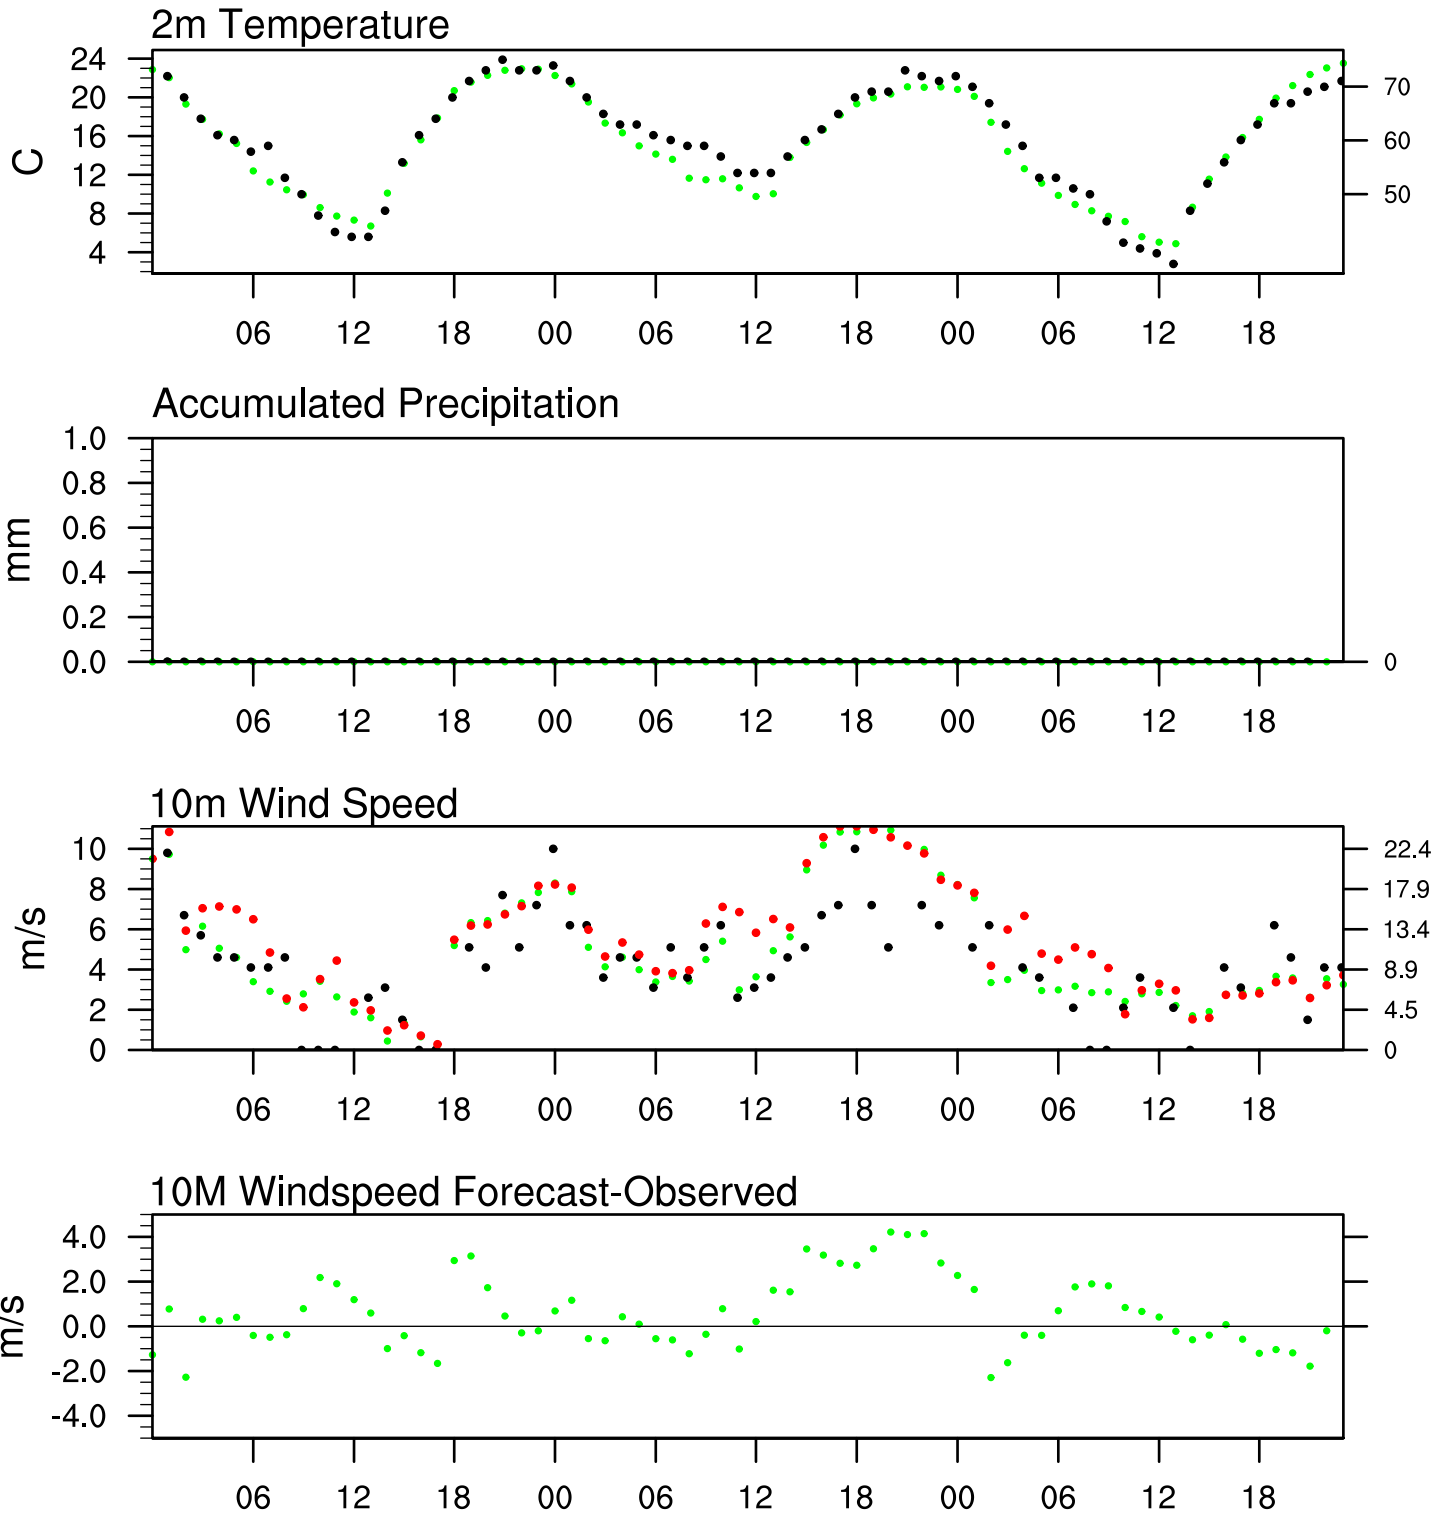 2m Temperature
24
20
16
12
8
4
C
70
60
50
06 12 18 00 06 12 18 00 06 12 18
Accumulated Precipitation
1.0
0.8
0.6
0.4
0.2
0.0
mm
0
06 12 18 00 06 12 18 00 06 12 18
10m Wind Speed
10
8
6
4
2
0
m/s
22.4
17.9
13.4
8.9
4.5
0
06 12 18 00 06 12 18 00 06 12 18
10M Windspeed Forecast-Observed
4.0
2.0
0.0
-2.0
-4.0
m/s
06 12 18 00 06 12 18 00 06 12 18